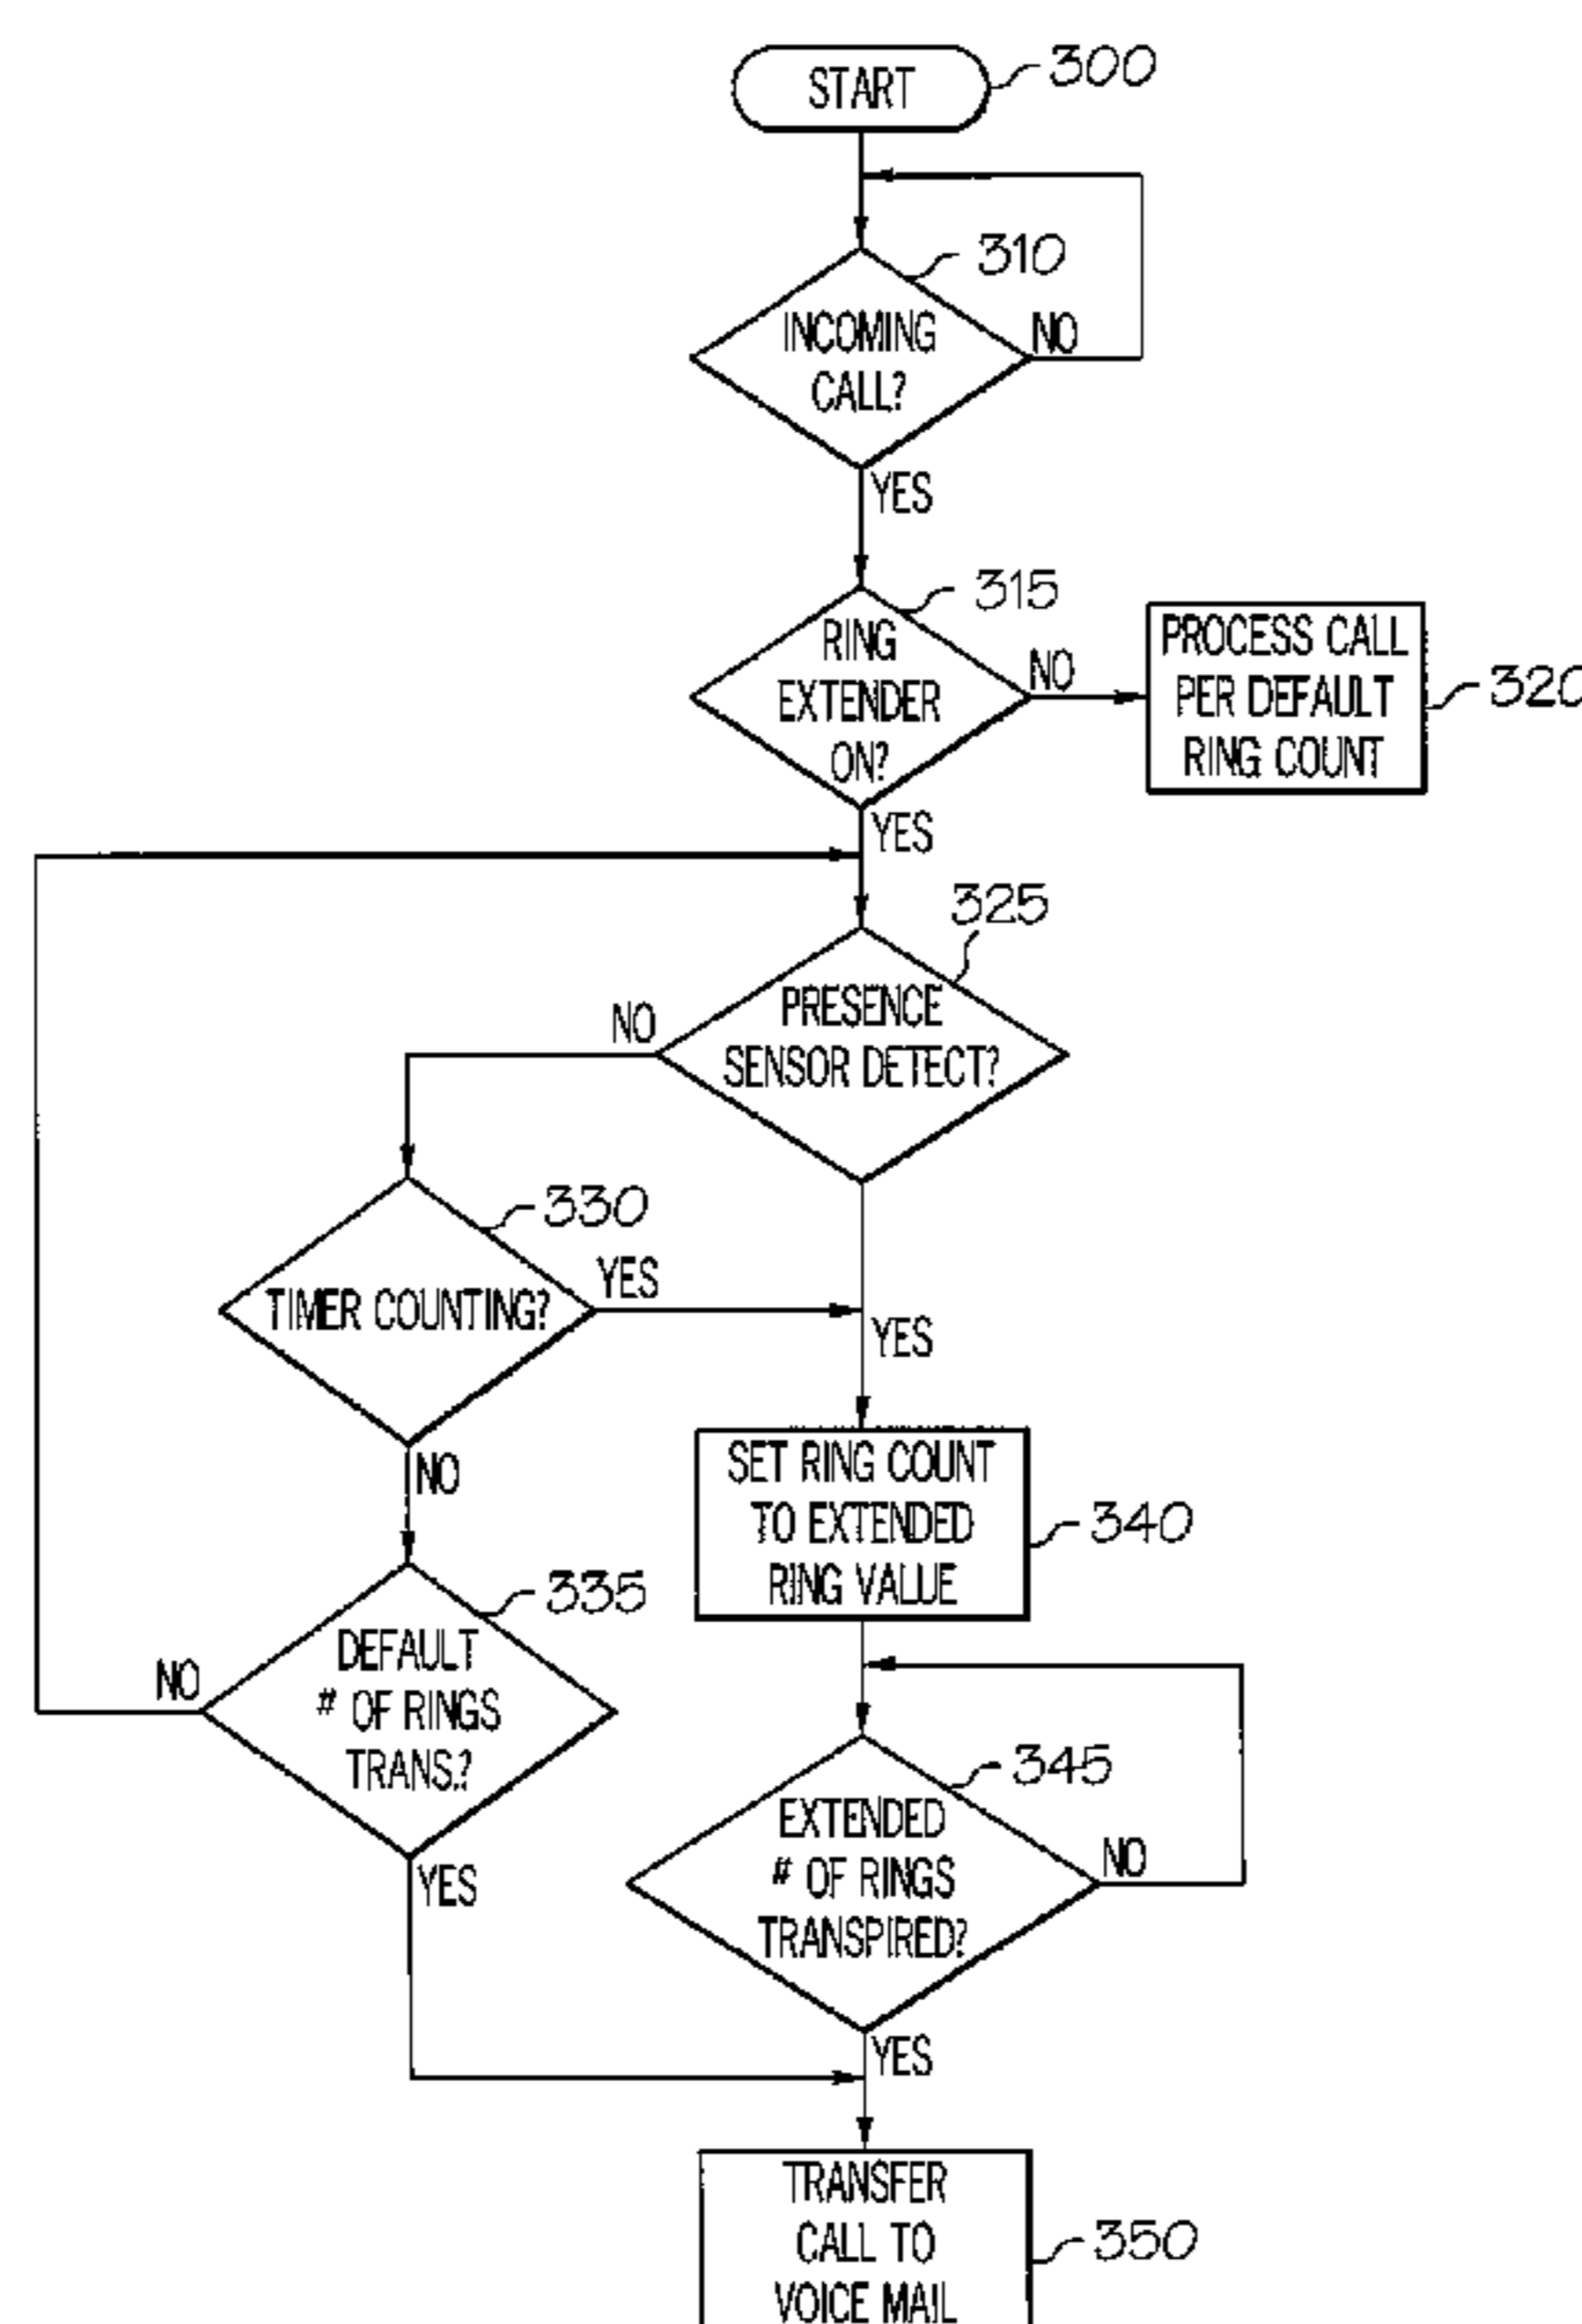 START
300
310
INCOMING
CALL?
NO
YES
315
RING
EXTENDER
ON?
NO
PROCESS CALL
PER DEFAULT
RING COUNT
320
YES
325
PRESENCE
SENSOR DETECT?
NO
330
TIMER COUNTING?
YES
YES
NO
SET RING COUNT
TO EXTENDED
RING VALUE
340
335
DEFAULT
# OF RINGS
TRANS.?
NO
YES
345
EXTENDED
# OF RINGS
TRANSPIRED?
NO
YES
TRANSFER
CALL TO
VOICE MAIL
350